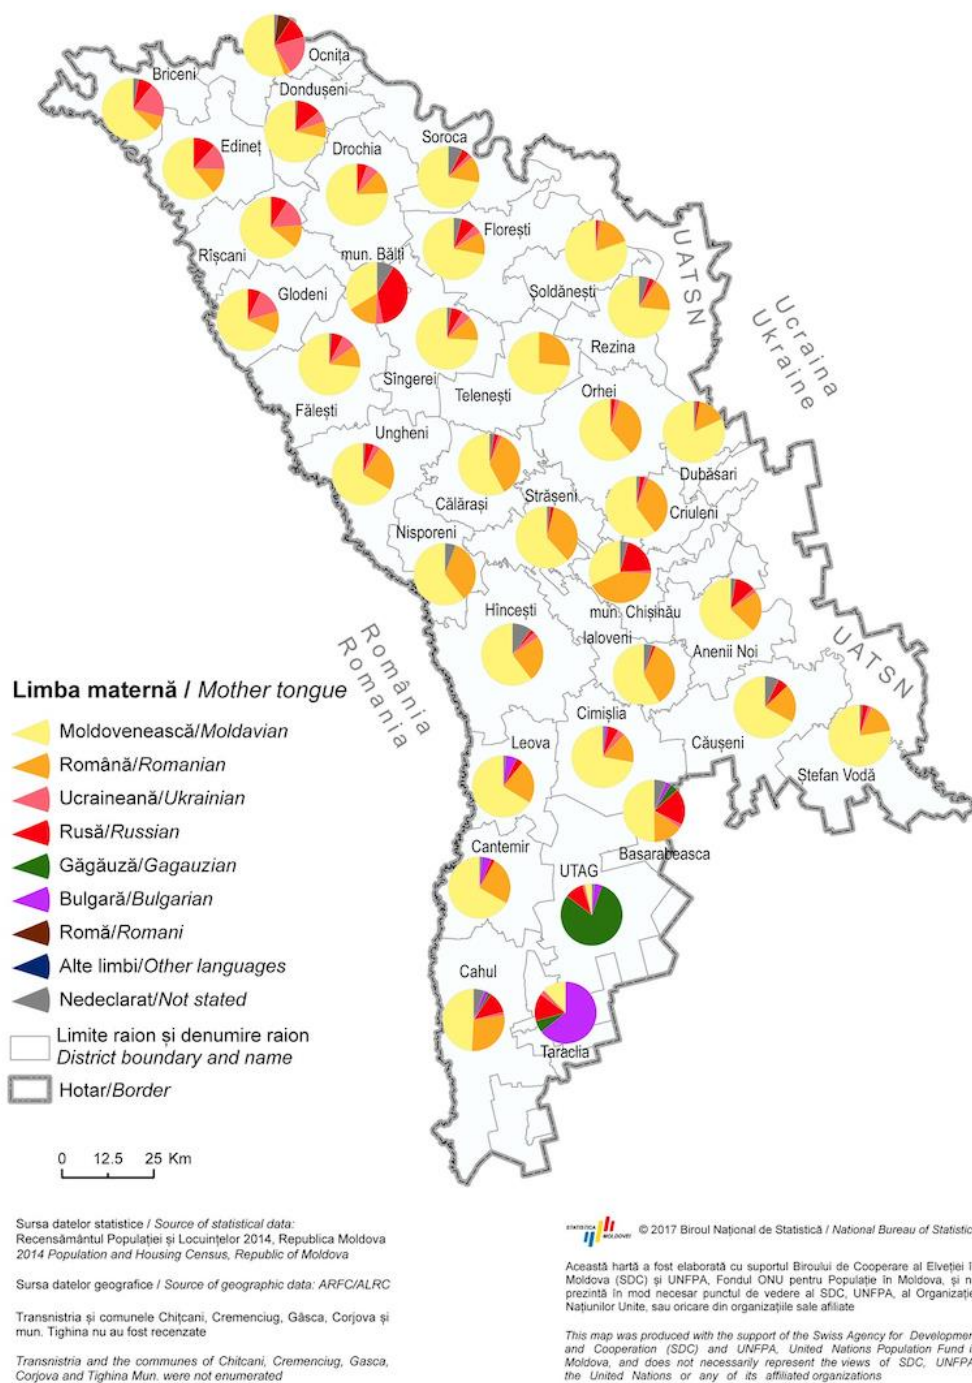 Ocnița
Briceni
Dondușeni
Soroca
Edineț
Drochia
Florești
Rîșcani
mun. Bălți
Șoldănești
UATSN
Ucraina
Ukraine
Glodeni
Rezina
Sîngerei
Telenești
Orhei
Fălești
Ungheni
Dubăsari
Călărași
Strășeni
Criuleni
Nisporeni
Hîncești
mun. Chișinău
Ialoveni
Anenii Noi
România
Romania
UATSN
Cimișlia
Leova
Căușeni
Ștefan Vodă
Basarabeasca
Cantemir
UTAG
Cahul
Taraclia
Limba maternă / Mother tongue
Moldovenească/Moldavian
Română/Romanian
Ucraineană/Ukrainian
Rusă/Russian
Găgăuză/Gagauzian
Bulgară/Bulgarian
Romă/Romani
Alte limbi/Other languages
Nedeclarat/Not stated
Limite raion și denumire raion
District boundary and name
Hotar/Border
0 12.5 25 Km
Sursa datelor statistice / Source of statistical data:
Recensământul Populației și Locuințelor 2014, Republica Moldova
2014 Population and Housing Census, Republic of Moldova
Sursa datelor geografice / Source of geographic data: ARFC/ALRC
Transnistria și comunele Chițcani, Cremenciug, Gâsca, Corjova și
mun. Tighina nu au fost recenzate
Transnistria and the communes of Chitcani, Cremenciug, Gasca,
Corjova and Tighina Mun. were not enumerated
STATISTICA
MOLDOVEI
© 2017 Biroul Național de Statistică / National Bureau of Statistic
Această hartă a fost elaborată cu suportul Biroului de Cooperare al Elveției î
Moldova (SDC) și UNFPA, Fondul ONU pentru Populație în Moldova, și n
prezintă în mod necesar punctul de vedere al SDC, UNFPA, al Organizație
Națiunilor Unite, sau oricare din organizațiile sale afiliate
This map was produced with the support of the Swiss Agency for Developmen
and Cooperation (SDC) and UNFPA, United Nations Population Fund i
Moldova, and does not necessarily represent the views of SDC, UNFPA
the United Nations or any of its affiliated organizations